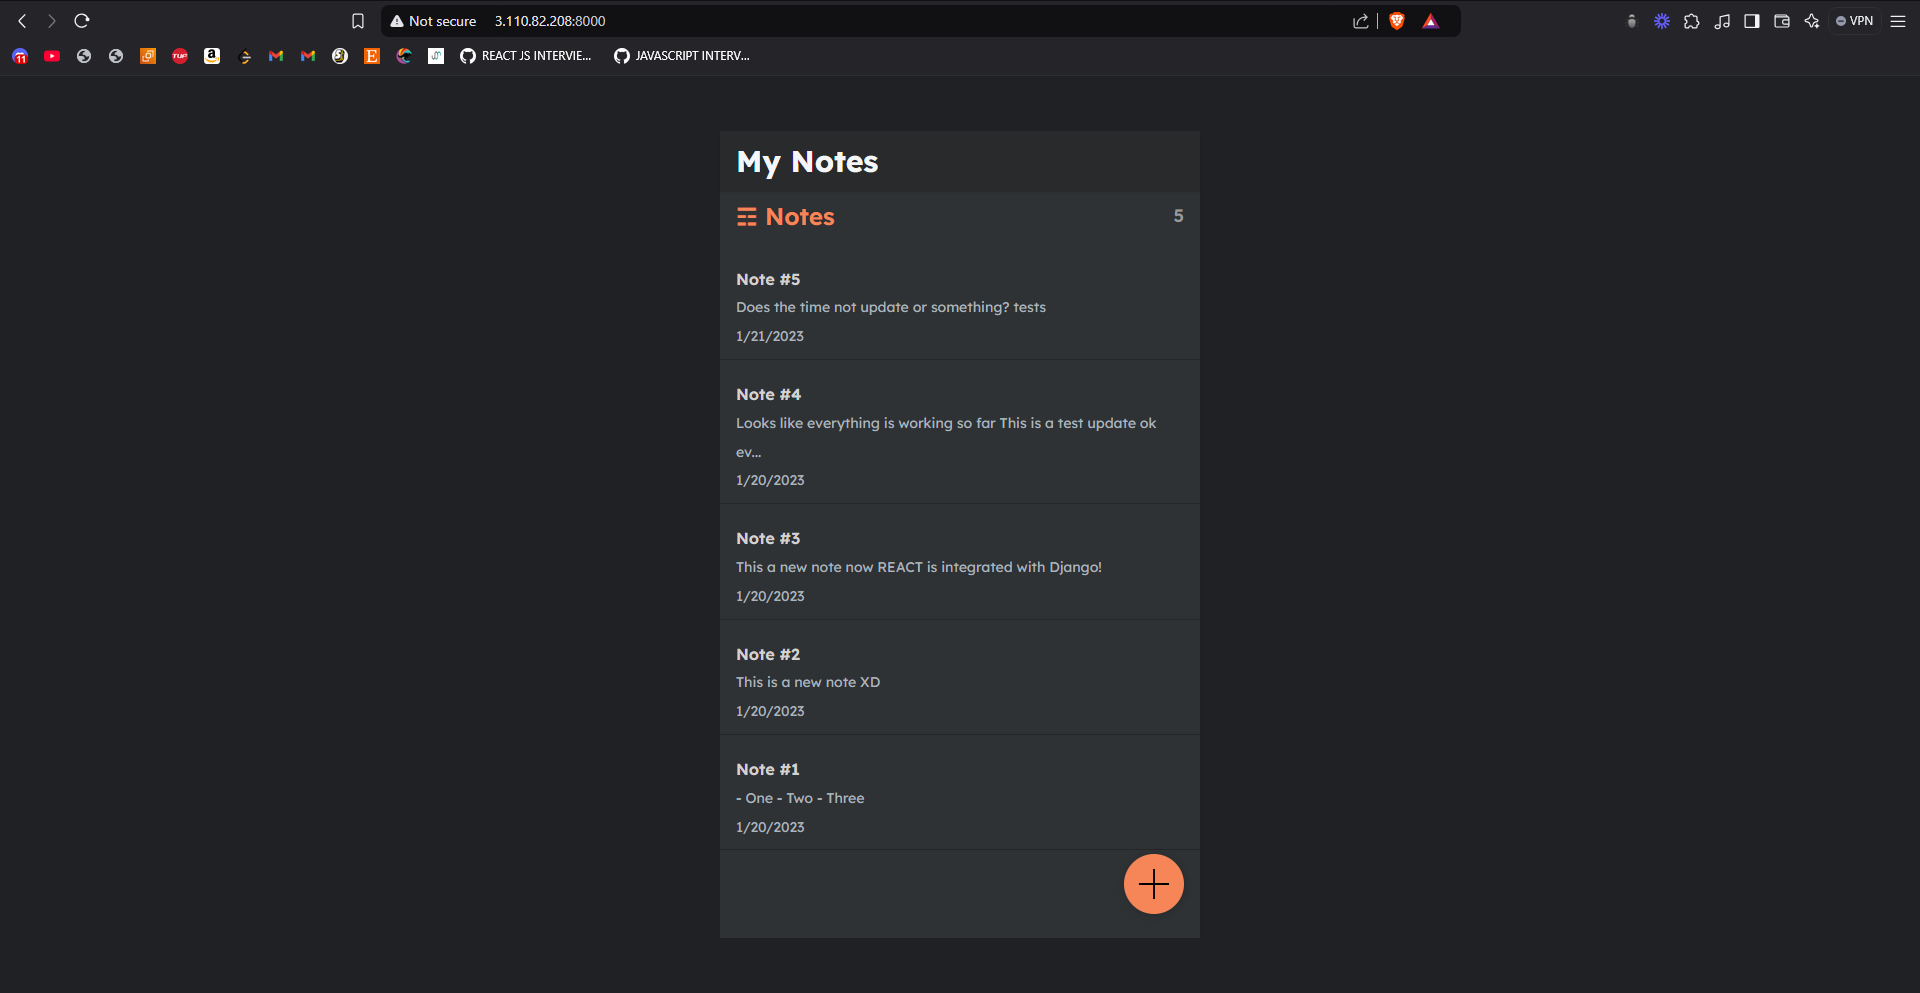 Not secure 3.110.82.208:8000
VPN
11
TUP
a
E
REACT JS INTERVIE...
JAVASCRIPT INTERV...
My Notes
Notes
5
Note #5
Does the time not update or something? tests
1/21/2023
Note #4
Looks like everything is working so far This is a test update ok
ev...
1/20/2023
Note #3
This a new note now REACT is integrated with Django!
1/20/2023
Note #2
This is a new note XD
1/20/2023
Note #1
- One - Two - Three
1/20/2023